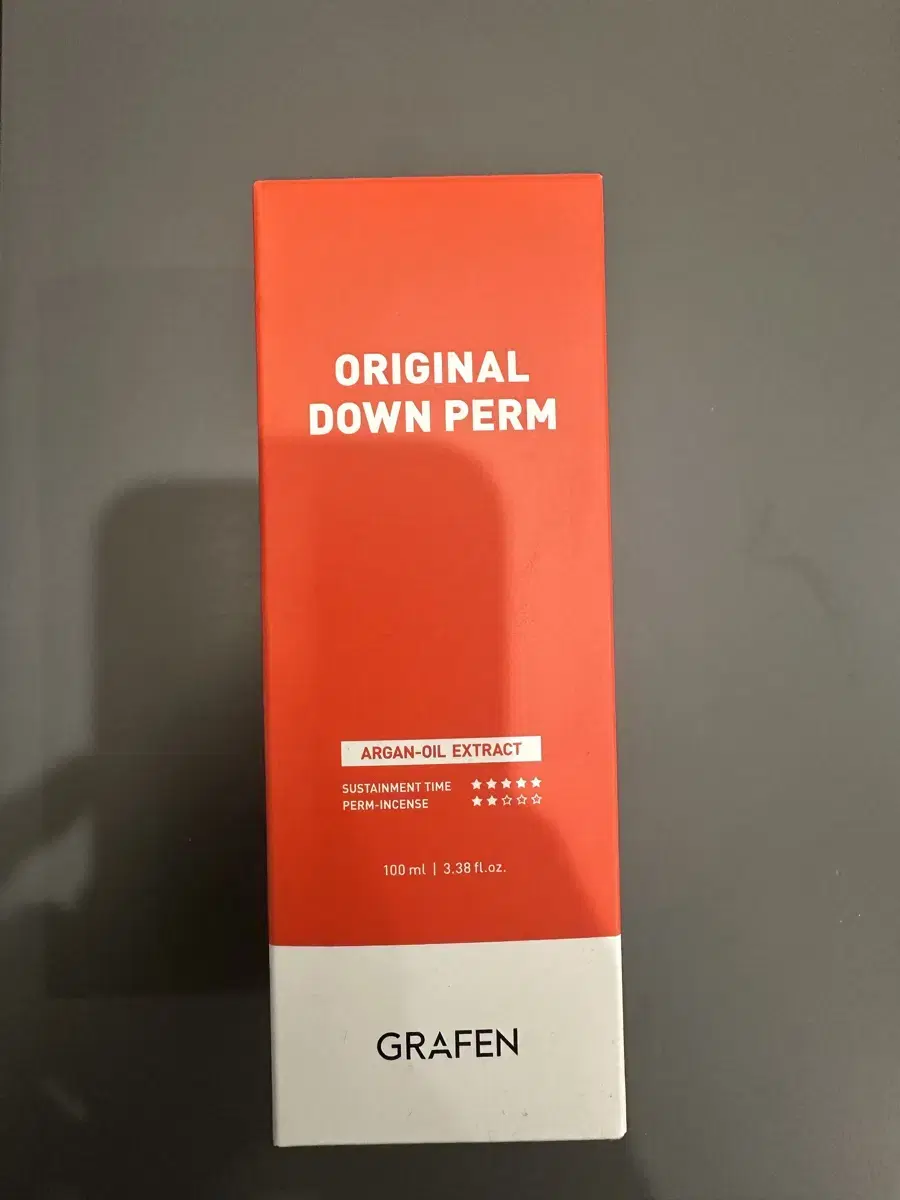 ORIGINAL
DOWN PERM
ARGAN-OIL EXTRACT
SUSTAINMENT TIME ★★★★★
PERM-INCENSE ★★☆☆☆
100 ml | 3.38 fl.oz.
GRAFEN